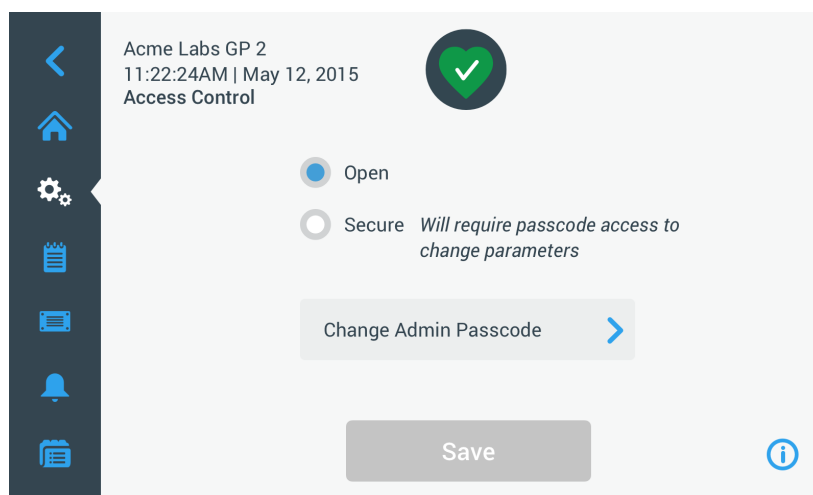 Acme Labs GP 2
11:22:24AM | May 12, 2015
Access Control
Open
Secure Will require passcode access to
change parameters
Change Admin Passcode
Save